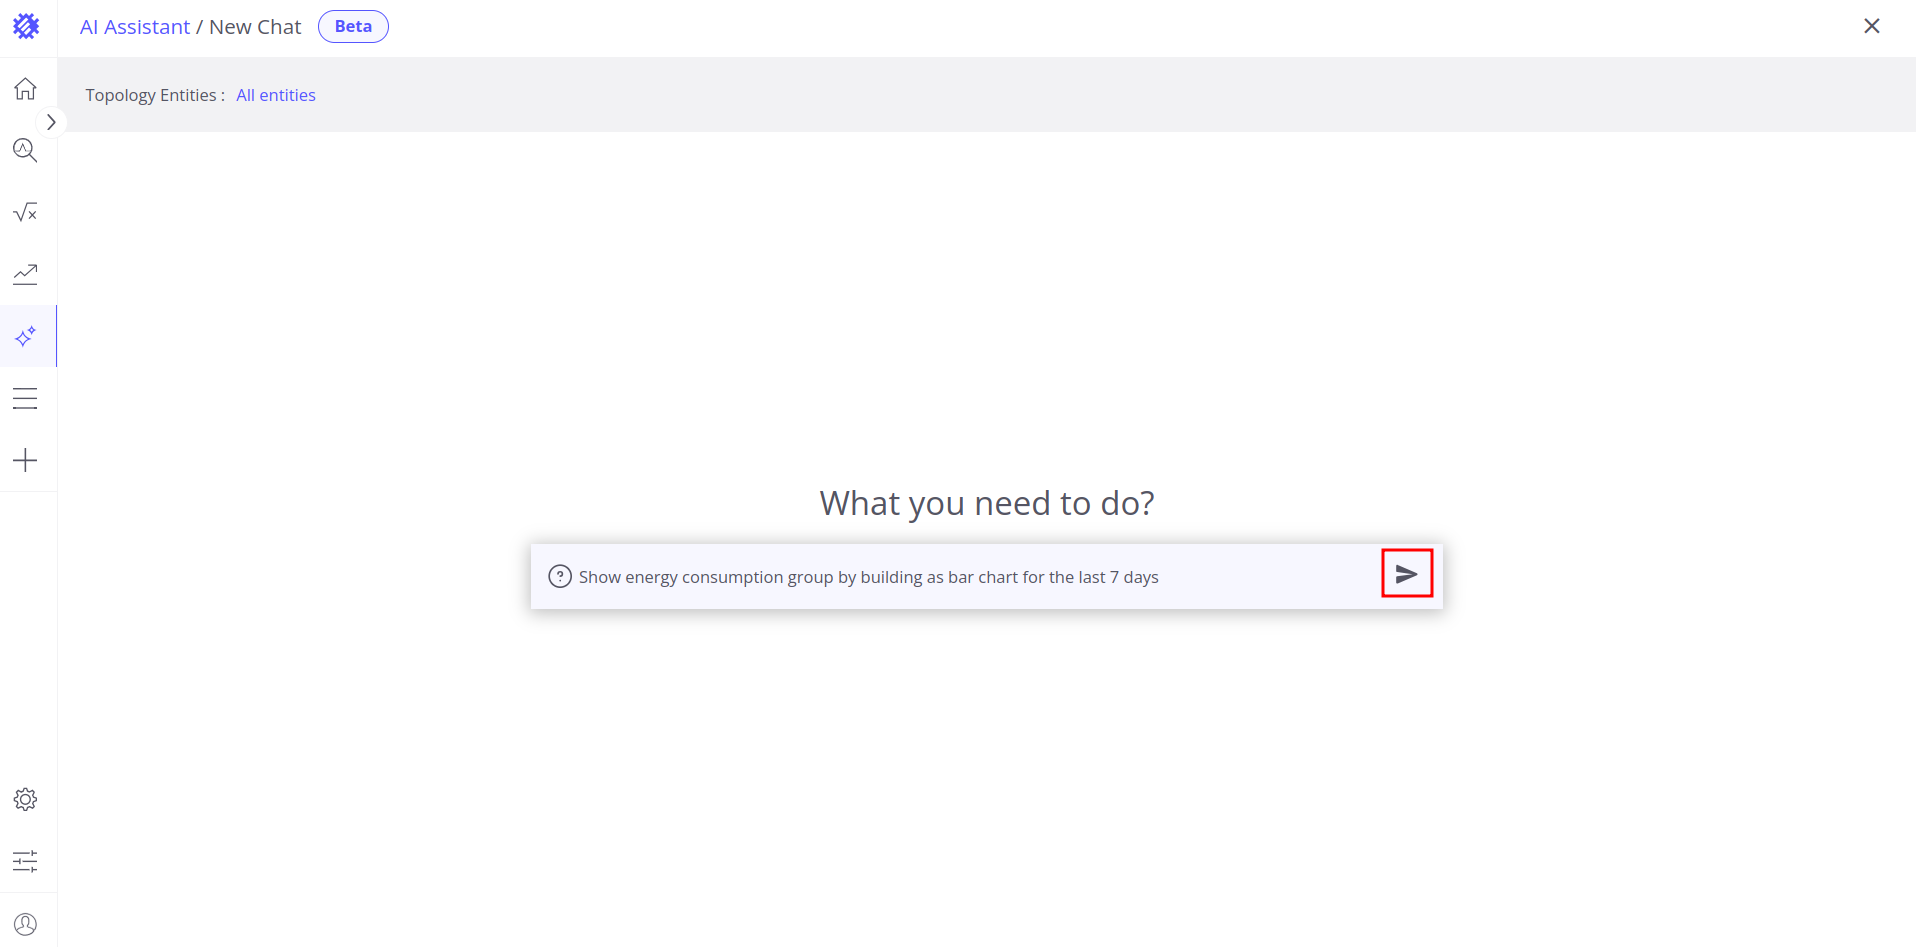 AI Assistant / New Chat Beta
Topology Entities : All entities
What you need to do?
Show energy consumption group by building as bar chart for the last 7 days